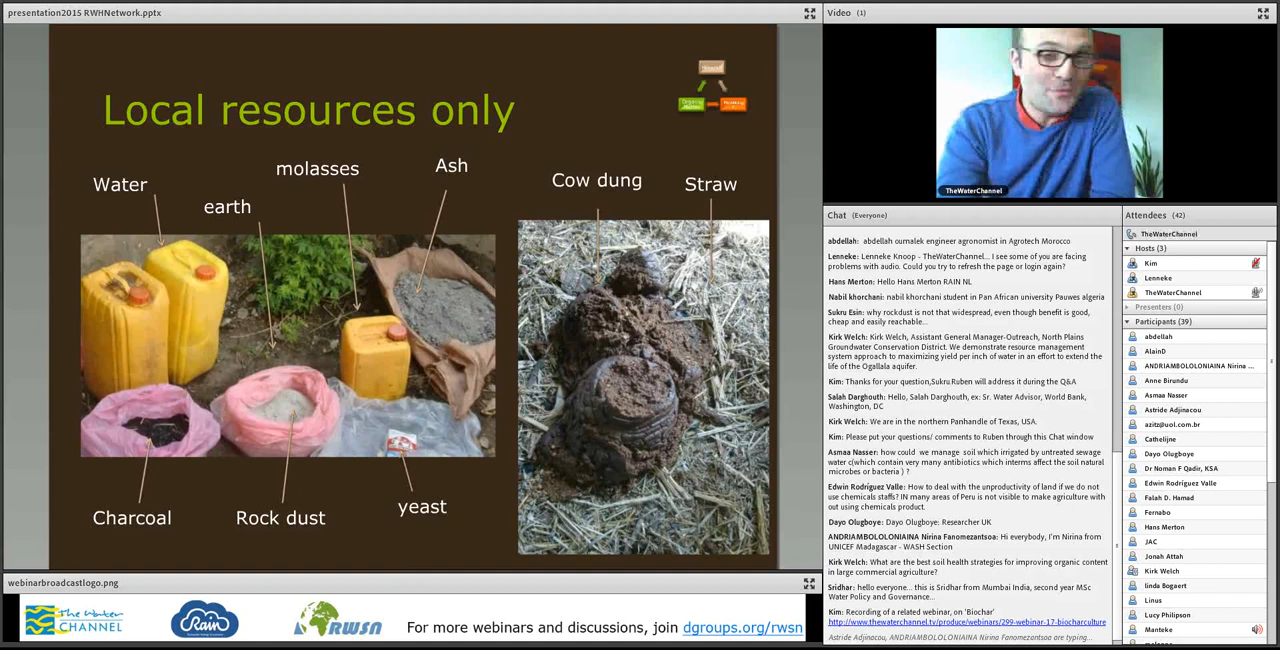 presentation2015 RWHNetwork.pptx
Local resources only
Water
earth
molasses
Ash
Cow dung
Straw
Charcoal
Rock dust
yeast
webinarbroadcastlogo.png
The Water
CHANNEL
Rain
RWSN
For more webinars and discussions, join dgroups.org/rwsn
Video (1)
TheWaterChannel
Chat (Everyone)
abdellah: abdellah oumalek engineer agronomist in Agrotech Morocco
Lenneke: Lenneke Knoop - TheWaterChannel... I see some of you are facing
problems with audio. Could you try to refresh the page or login again?
Hans Merton: Hello Hans Merton RAIN NL
Nabil khorchani: nabil khorchani student in Pan African university Pauwes algeria
Sukru Esin: why rockdust is not that widespread, even though benefit is good,
cheap and easily reachable...
Kirk Welch: Kirk Welch, Assistant General Manager-Outreach, North Plains
Groundwater Conservation District. We demonstrate resource management
system approach to maximizing yield per inch of water in an effort to extend the
life of the Ogallala aquifer.
Kim: Thanks for your question,Sukru.Ruben will address it during the Q&A
Salah Darghouth: Hello, Salah Darghouth, ex: Sr. Water Advisor, World Bank,
Washington, DC
Kirk Welch: We are in the northern Panhandle of Texas, USA.
Kim: Please put your questions/ comments to Ruben through this Chat window
Asmaa Nasser: how could we manage soil which irrigated by untreated sewage
water c(which contain very many antibiotics which interms affect the soil natural
microbes or bacteria ) ?
Edwin Rodríguez Valle: How to deal with the unproductivity of land if we do not
use chemicals staffs? IN many areas of Peru is not visible to make agriculture with
out using chemicals product.
Dayo Olugboye: Dayo Olugboye: Researcher UK
ANDRIAMBOLOLONIAINA Nirina Fanomezantsoa: Hi everybody, I'm Nirina from
UNICEF Madagascar - WASH Section
Kirk Welch: What are the best soil health strategies for improving organic content
in large commercial agriculture?
Sridhar: hello everyone... this is Sridhar from Mumbai India, second year MSc
Water Policy and Governance...
Kim: Recording of a related webinar, on 'Biochar'
http://www.thewaterchannel.tv/produce/webinars/299-webinar-17-biocharculture
Astride Adjinacou, ANDRIAMBOLOLONIAINA Nirina Fanomezantsoa are typing...
Attendees (42)
TheWaterChannel
Hosts (3)
Kim
Lenneke
TheWaterChannel
Presenters (0)
Participants (39)
abdellah
AlainD
ANDRIAMBOLOLONIAINA Nirina ...
Anne Birundu
Asmaa Nasser
Astride Adjinacou
azitz@uol.com.br
Cathelijne
Dayo Olugboye
Dr Noman F Qadir, KSA
Edwin Rodríguez Valle
Falah D. Hamad
Fernabo
Hans Merton
JAC
Jonah Attah
Kirk Welch
linda Bogaert
Linus
Lucy Philipson
Manteke